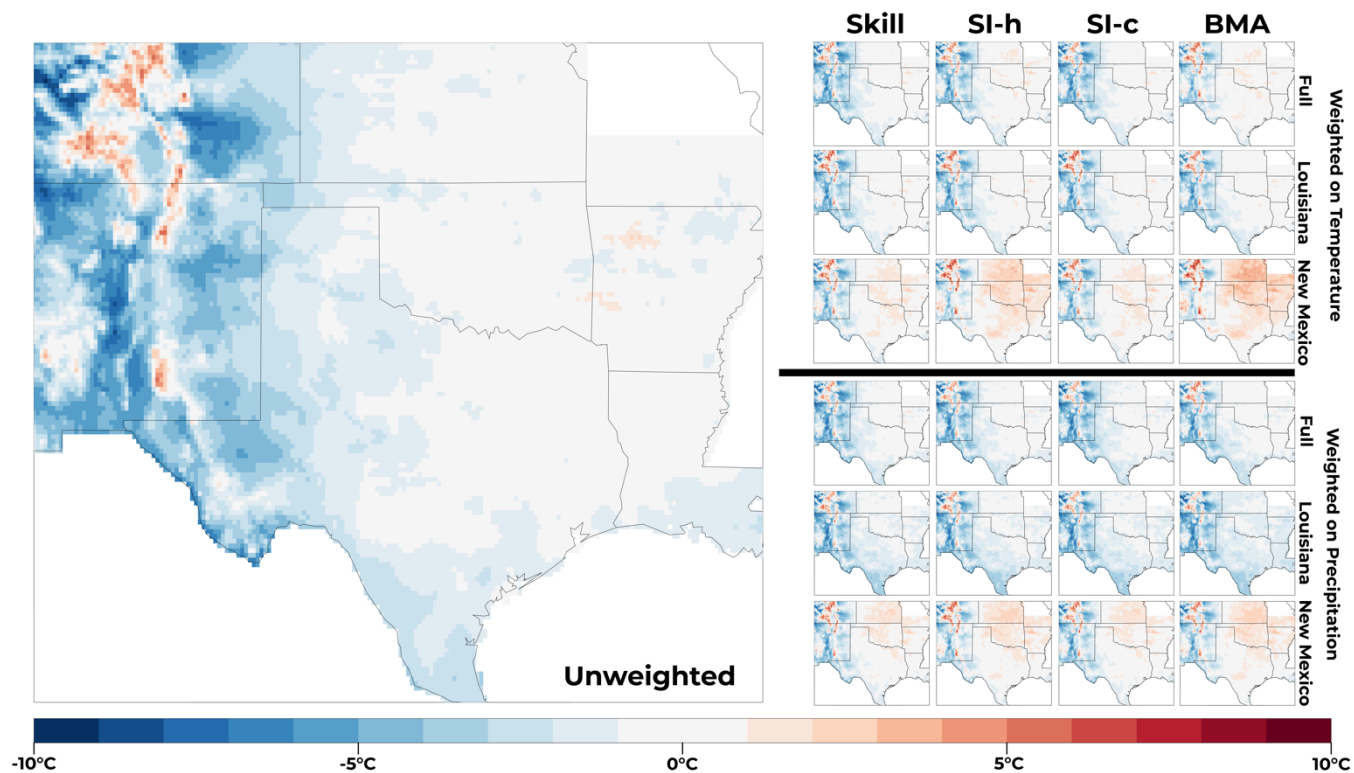 Skill SI-h SI-c BMA
Full
Louisiana
New Mexico
Weighted on Temperature
Full
Louisiana
New Mexico
Weighted on Precipitation
Unweighted
-10°C -5°C 0°C 5°C 10°C